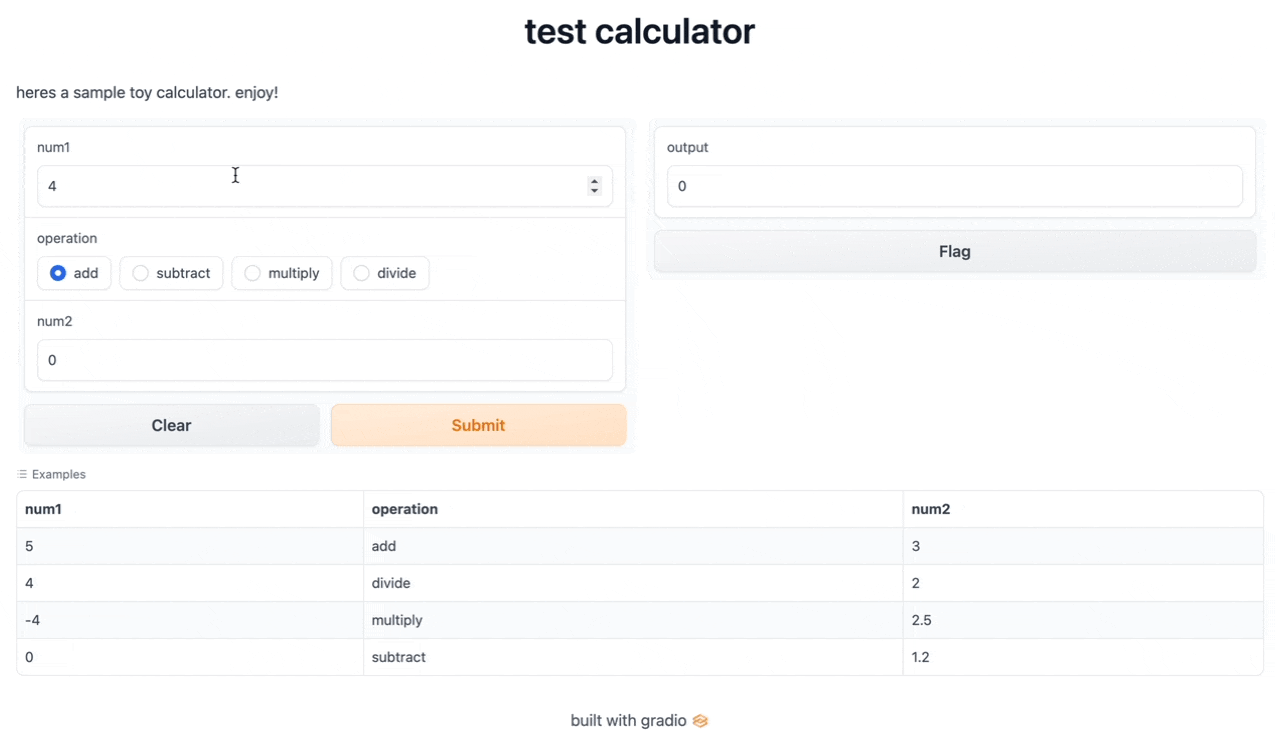 test calculator
heres a sample toy calculator. enjoy!
num1
4
operation
add subtract multiply divide
num2
0
Clear Submit
output
0
Flag
Examples
num1 operation num2
5 add 3
4 divide 2
-4 multiply 2.5
0 subtract 1.2
built with gradio